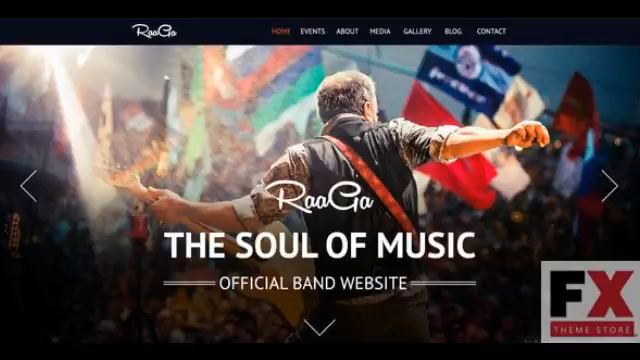 RaaGa
HOME EVENTS ABOUT MEDIA GALLERY BLOG CONTACT
RaaGa
THE SOUL OF MUSIC
OFFICIAL BAND WEBSITE
FX
THEME STORE